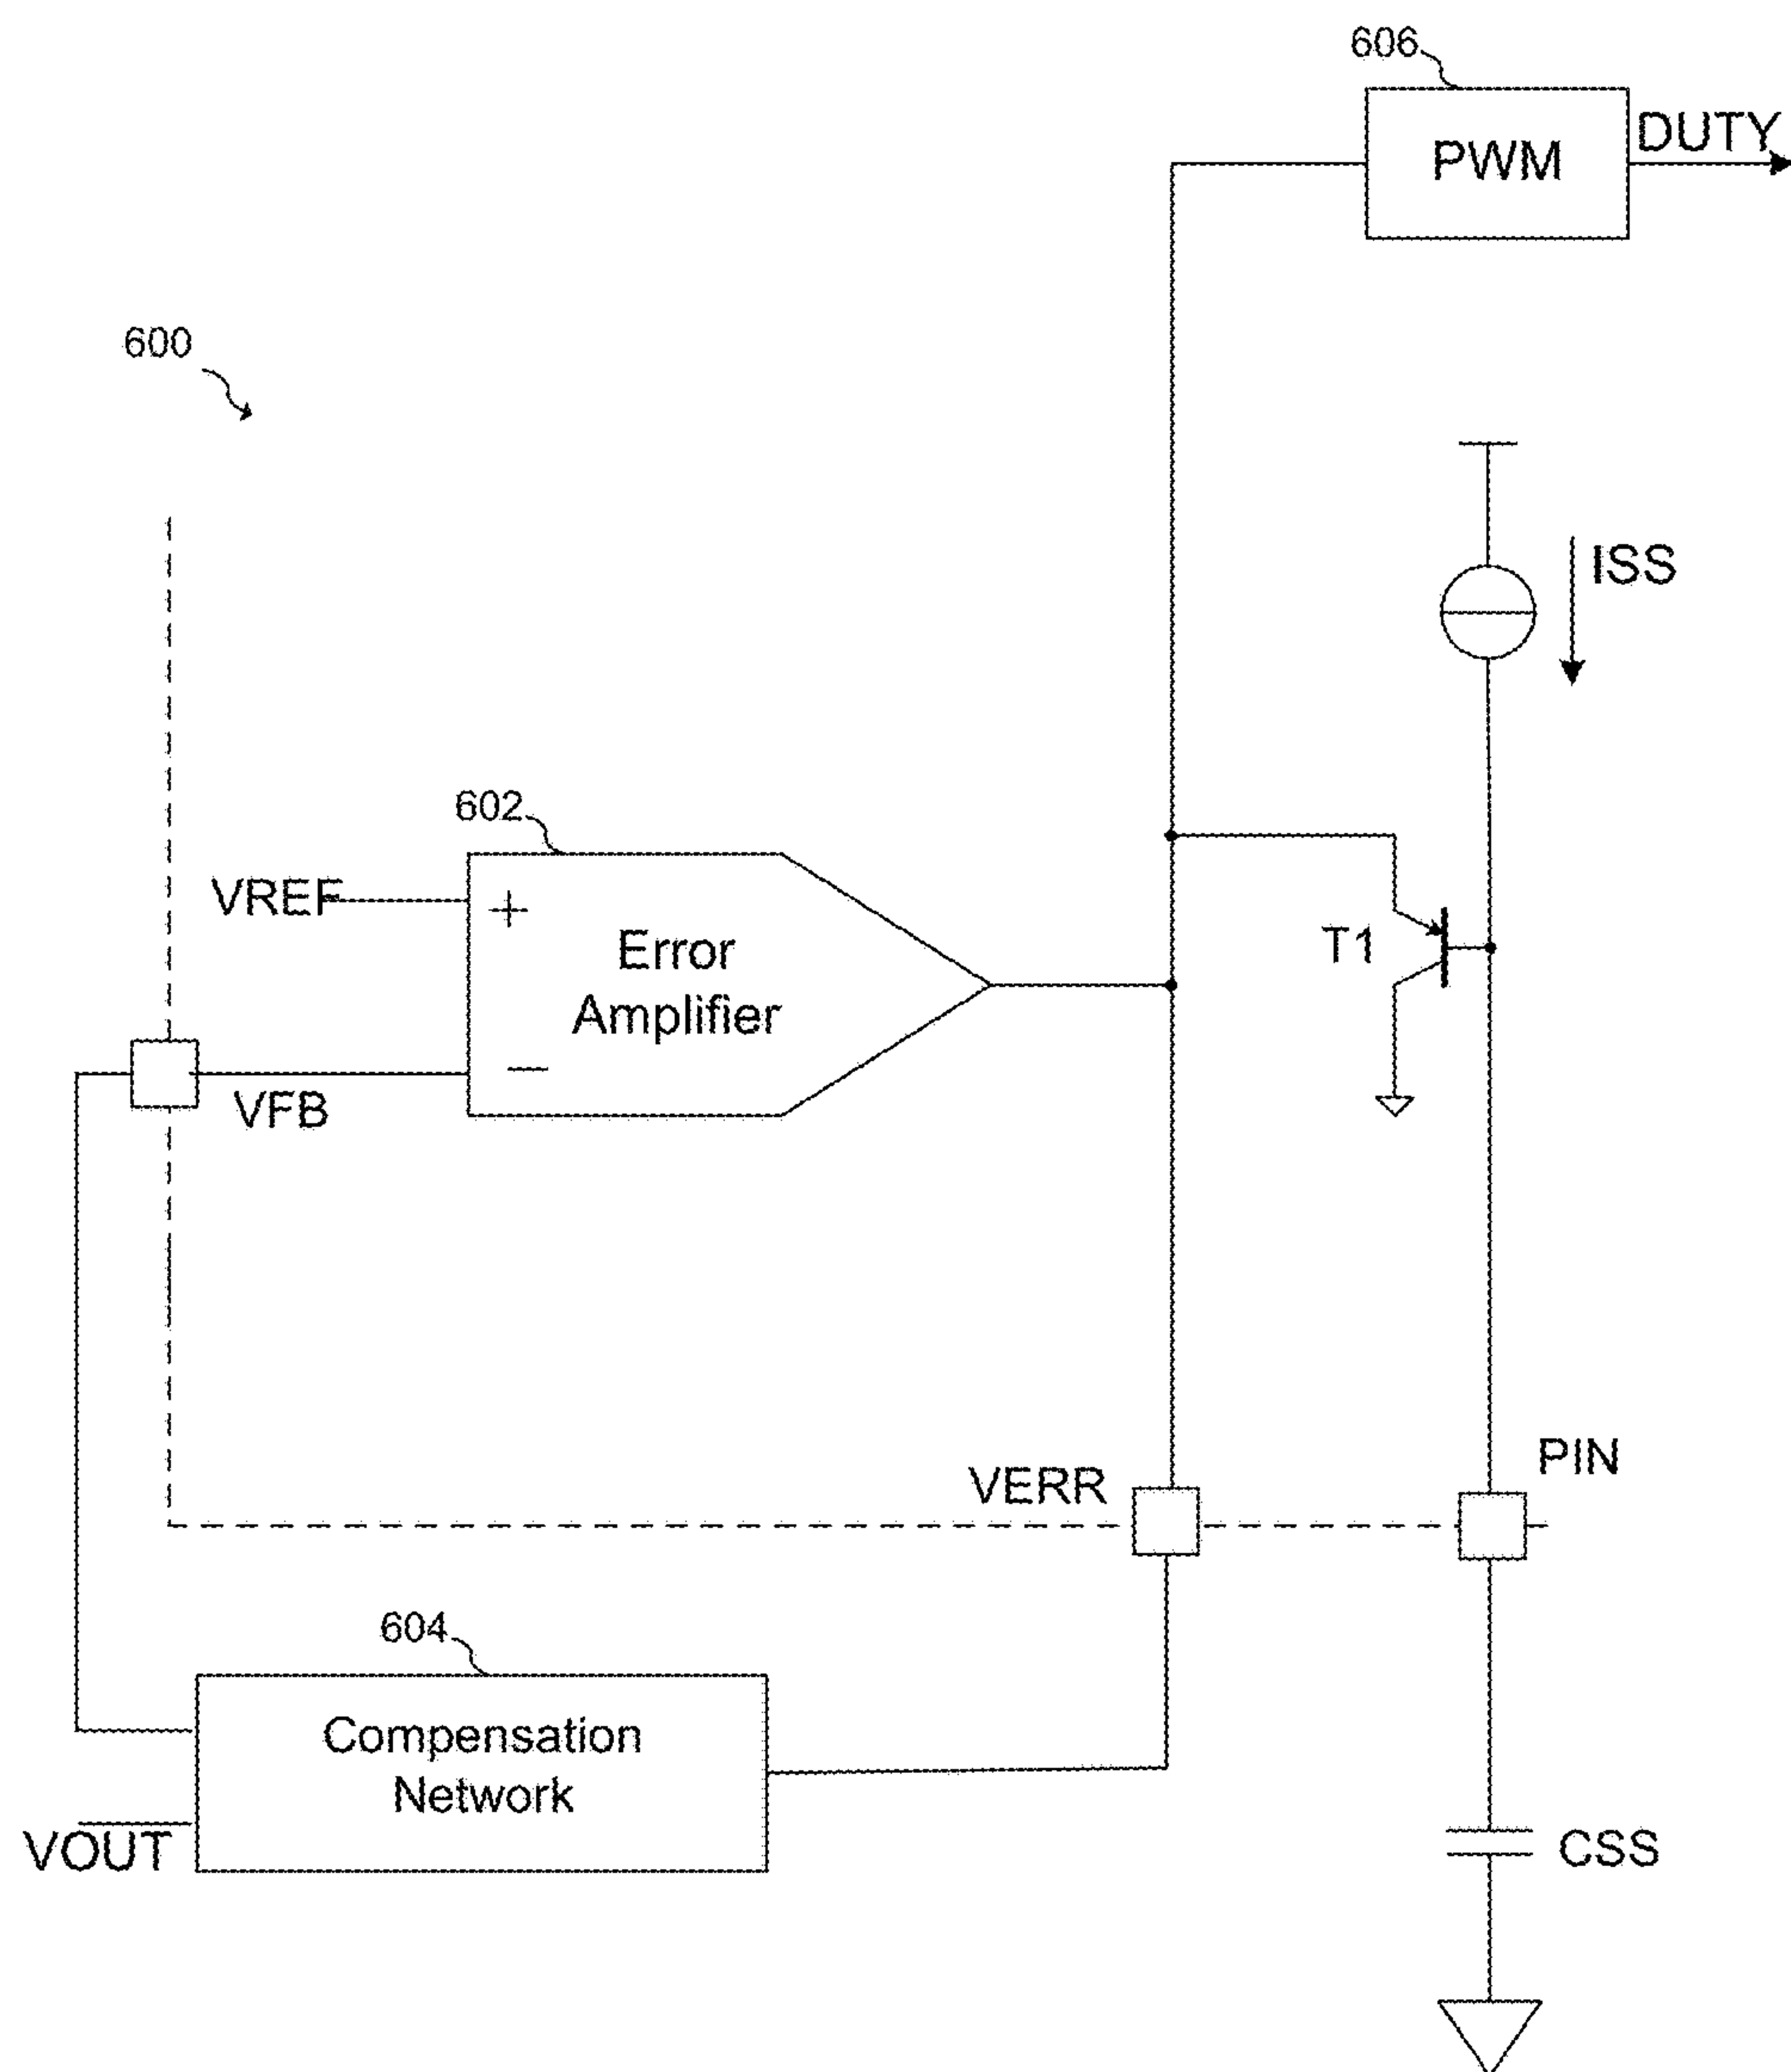 606
PWM
DUTY
600
ISS
602
VREF
+
Error
Amplifier
T1
−
VFB
VERR
PIN
604
Compensation
Network
VOUT
CSS